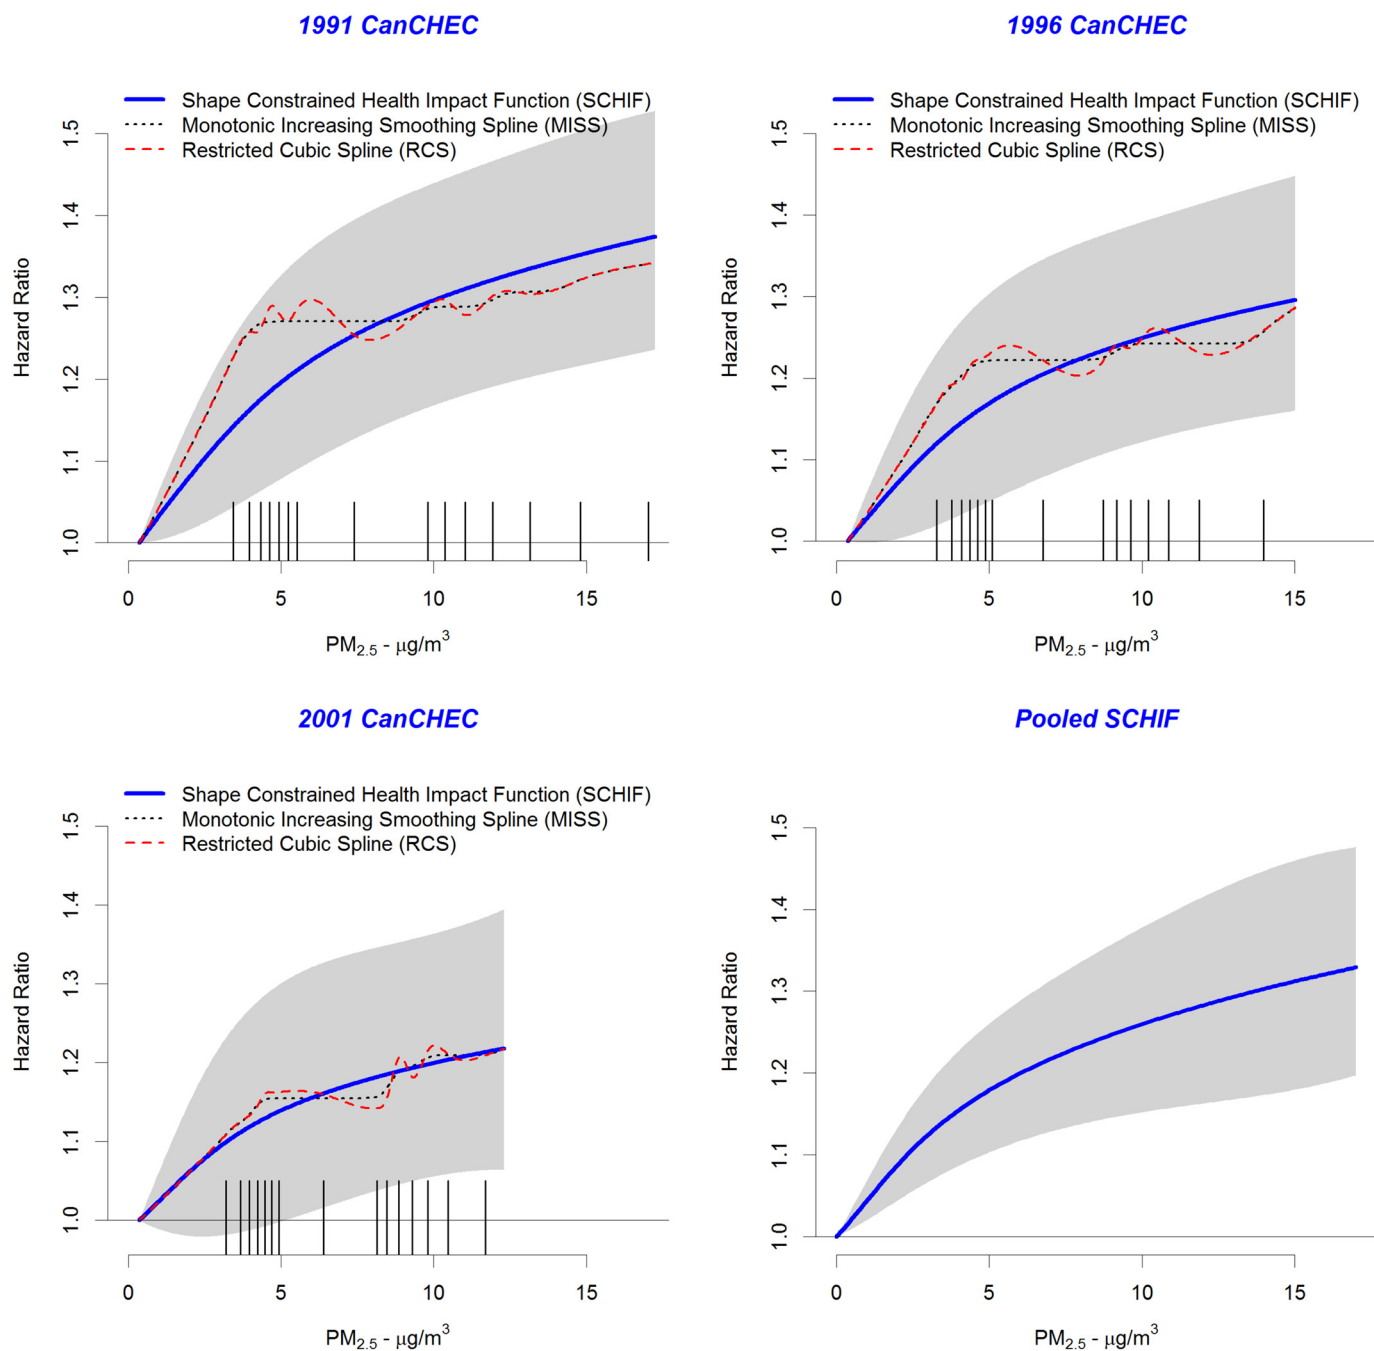 1991 CanCHEC
Shape Constrained Health Impact Function (SCHIF)
Monotonic Increasing Smoothing Spline (MISS)
Restricted Cubic Spline (RCS)
Hazard Ratio
1.5
1.4
1.3
1.2
1.1
1.0
0 5 10 15
PM2.5 - μg/m3
1996 CanCHEC
Shape Constrained Health Impact Function (SCHIF)
Monotonic Increasing Smoothing Spline (MISS)
Restricted Cubic Spline (RCS)
Hazard Ratio
1.5
1.4
1.3
1.2
1.1
1.0
0 5 10 15
PM2.5 - μg/m3
2001 CanCHEC
Shape Constrained Health Impact Function (SCHIF)
Monotonic Increasing Smoothing Spline (MISS)
Restricted Cubic Spline (RCS)
Hazard Ratio
1.5
1.4
1.3
1.2
1.1
1.0
0 5 10 15
PM2.5 - μg/m3
Pooled SCHIF
Hazard Ratio
1.5
1.4
1.3
1.2
1.1
1.0
0 5 10 15
PM2.5 - μg/m3